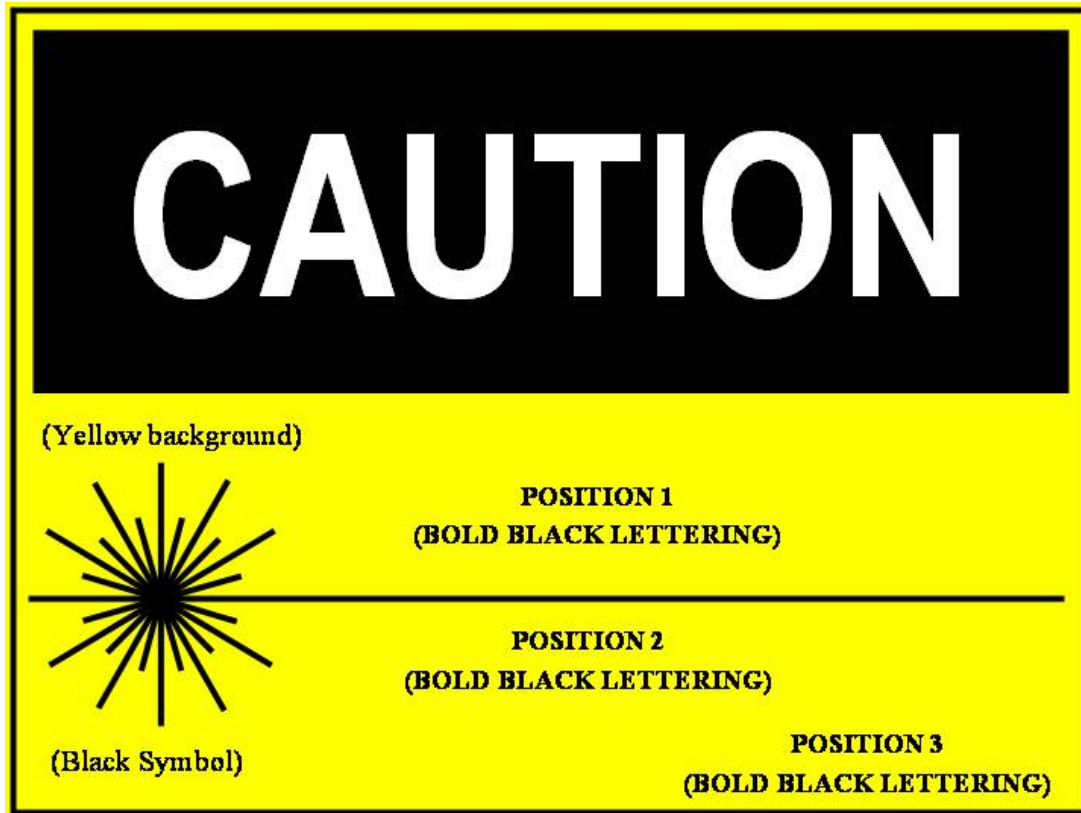 CAUTION
(Yellow background)
POSITION 1
(BOLD BLACK LETTERING)
POSITION 2
(BOLD BLACK LETTERING)
(Black Symbol)
POSITION 3
(BOLD BLACK LETTERING)